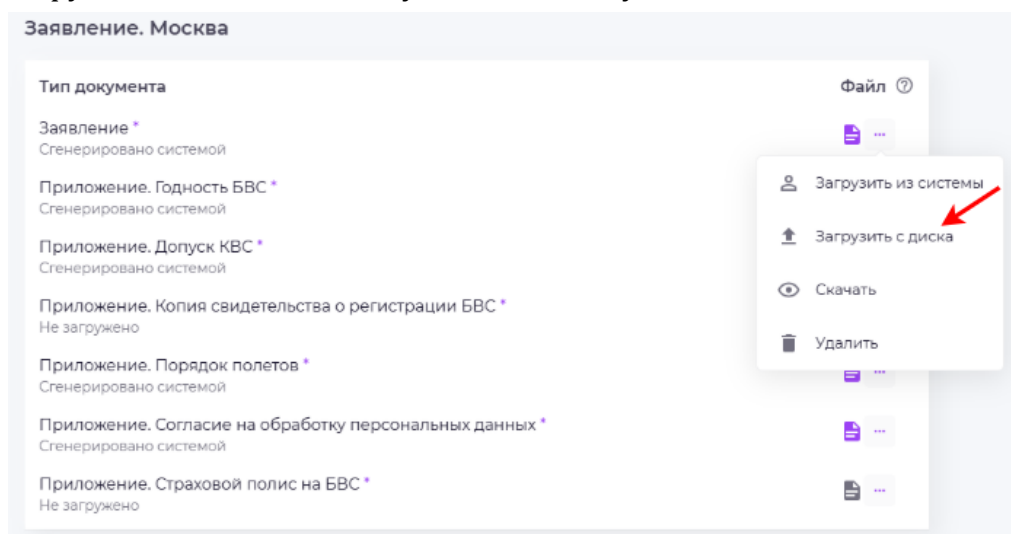 Заявление. Москва
Тип документа
Файл
Заявление *
Сгенерировано системой
Приложение. Годность БВС *
Сгенерировано системой
Приложение. Допуск КВС *
Сгенерировано системой
Приложение. Копия свидетельства о регистрации БВС *
Не загружено
Приложение. Порядок полетов *
Сгенерировано системой
Приложение. Согласие на обработку персональных данных *
Сгенерировано системой
Приложение. Страховой полис на БВС *
Не загружено
Загрузить из системы
Загрузить с диска
Скачать
Удалить